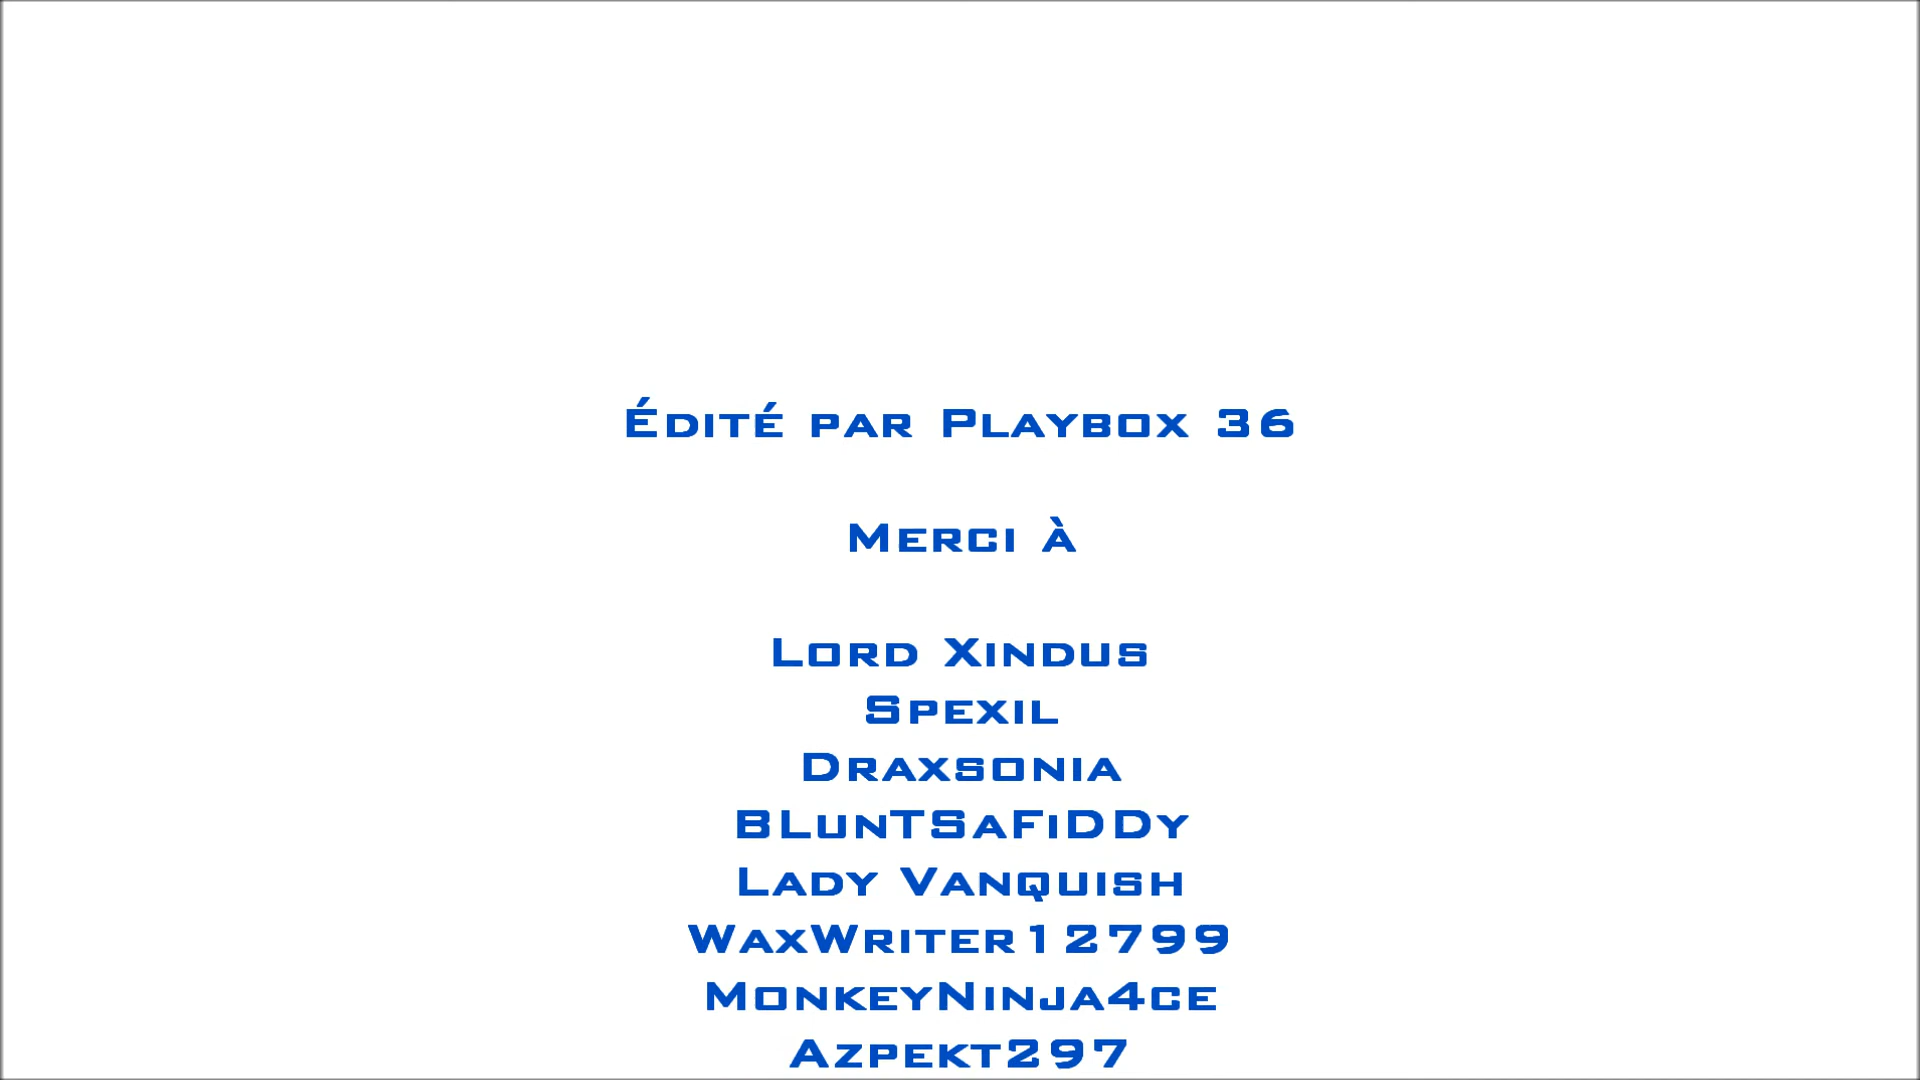 Édité par Playbox 36
Merci À
Lord Xindus
Spexil
Draxsonia
BLunTSaFiDDy
Lady Vanquish
WaxWriter12799
MonkeyNinja4ce
Azpekt297